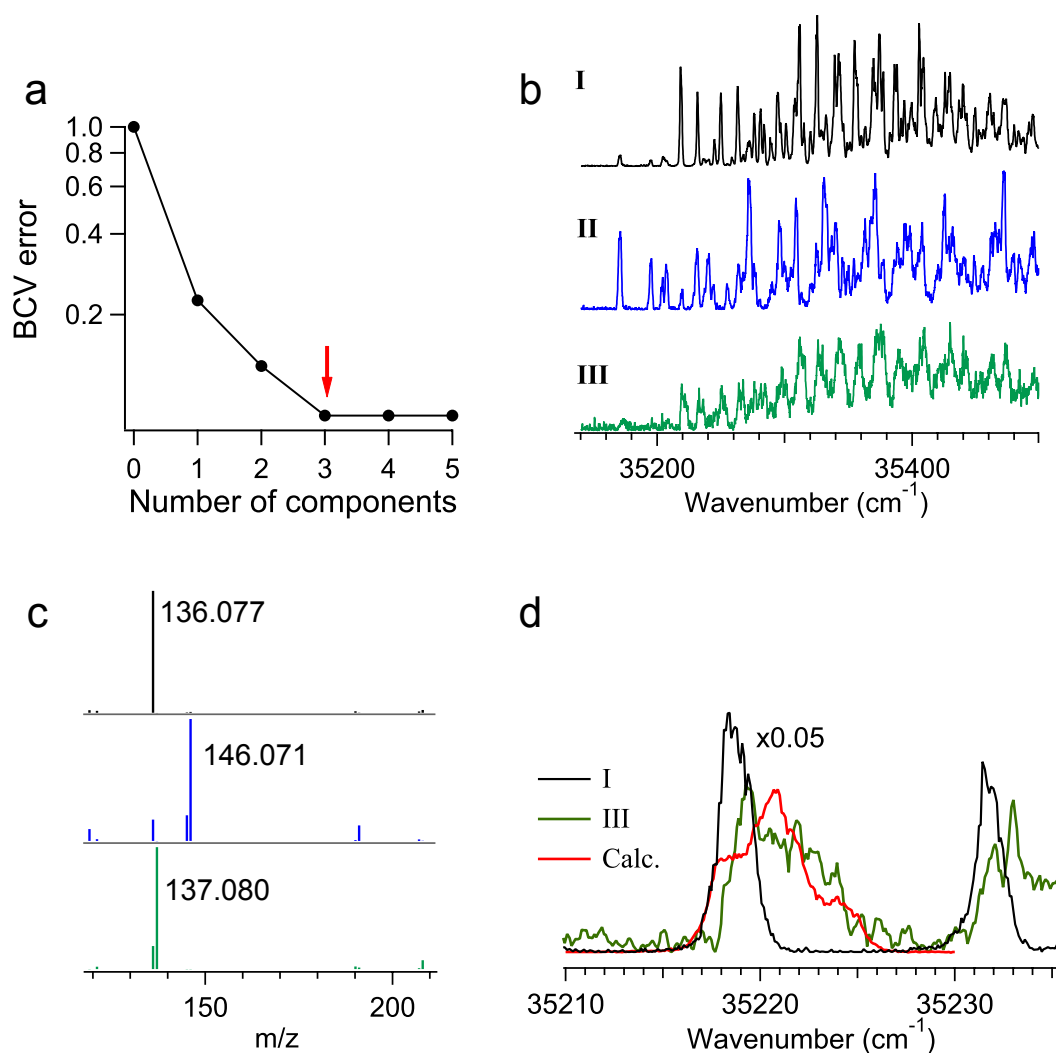 a
BCV error
1.0
0.8
0.6
0.4
0.2
0 1 2 3 4 5
Number of components
b
I
II
III
35200 35400
Wavenumber (cm⁻¹)
c
136.077
146.071
137.080
150 200
m/z
d
x0.05
I
III
Calc.
35210 35220 35230
Wavenumber (cm⁻¹)